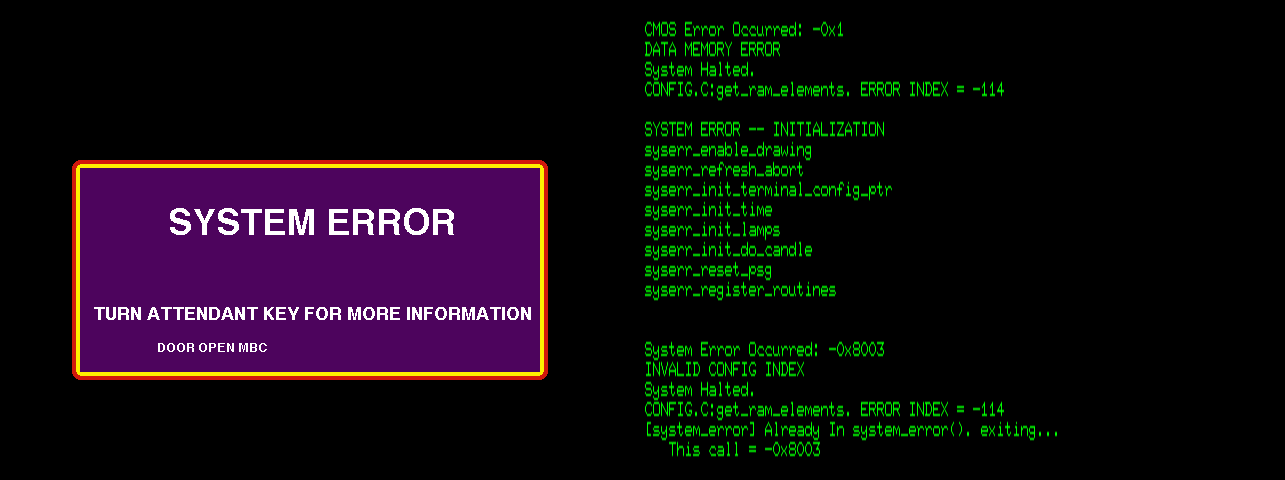 SYSTEM ERROR
TURN ATTENDANT KEY FOR MORE INFORMATION
DOOR OPEN MBC
CMOS Error Occurred: -0x1
DATA MEMORY ERROR
System Halted.
CONFIG.C:get_ram_elements. ERROR INDEX = -114
SYSTEM ERROR -- INITIALIZATION
syserr_enable_drawing
syserr_refresh_abort
syserr_init_terminal_config_ptr
syserr_init_time
syserr_init_lamps
syserr_init_do_candle
syserr_reset_psg
syserr_register_routines
System Error Occurred: -0x8003
INVALID CONFIG INDEX
System Halted.
CONFIG.C:get_ram_elements. ERROR INDEX = -114
[system_error] Already In system_error(). exiting...
This call = -0x8003